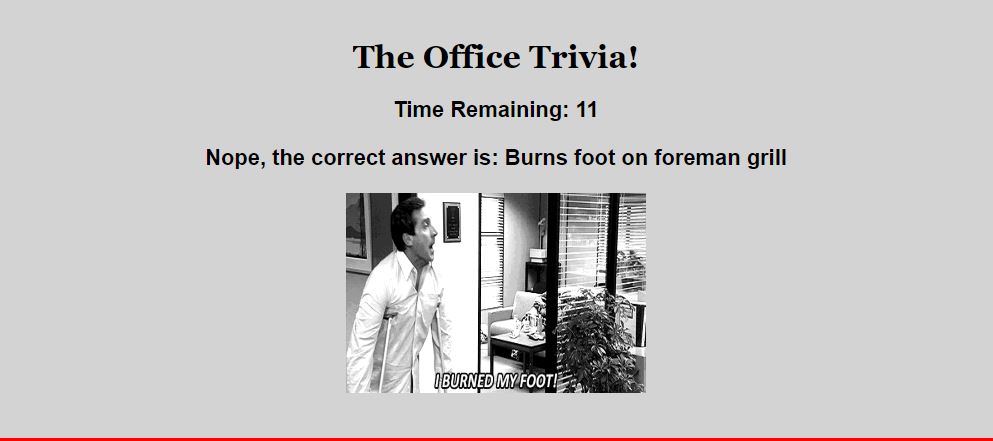 The Office Trivia!
Time Remaining: 11
Nope, the correct answer is: Burns foot on foreman grill
I BURNED MY FOOT!